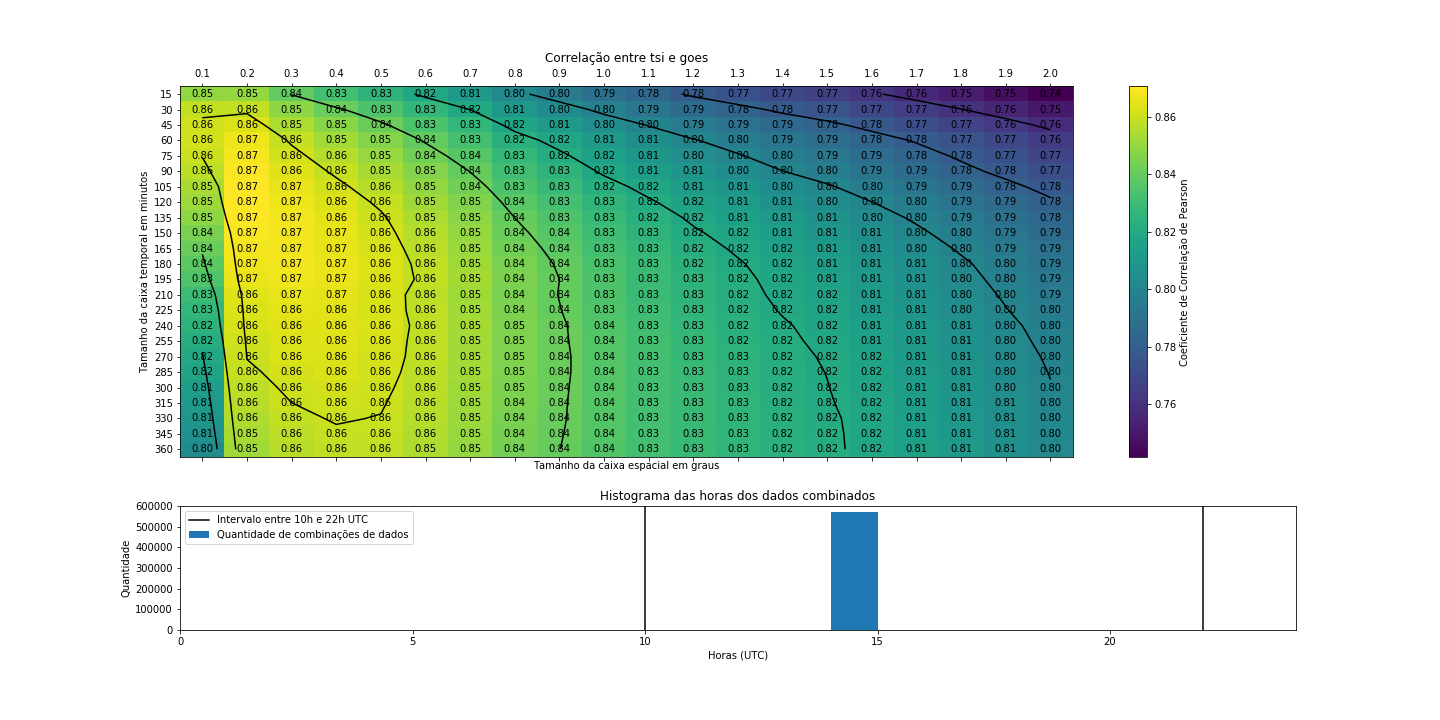 Correlação entre tsi e goes
0.1 0.2 0.3 0.4 0.5 0.6 0.7 0.8 0.9 1.0 1.1 1.2 1.3 1.4 1.5 1.6 1.7 1.8 1.9 2.0
15 0.85 0.85 0.84 0.83 0.83 0.82 0.81 0.80 0.80 0.79 0.78 0.78 0.77 0.77 0.77 0.76 0.76 0.75 0.75 0.74
30 0.86 0.86 0.85 0.84 0.83 0.83 0.82 0.81 0.80 0.80 0.79 0.79 0.78 0.78 0.77 0.77 0.77 0.76 0.76 0.75
45 0.86 0.86 0.86 0.85 0.84 0.83 0.83 0.82 0.81 0.80 0.80 0.79 0.79 0.79 0.78 0.78 0.77 0.77 0.76 0.76
60 0.86 0.87 0.86 0.85 0.85 0.84 0.83 0.82 0.82 0.81 0.81 0.80 0.80 0.79 0.79 0.78 0.78 0.77 0.77 0.76
75 0.86 0.87 0.86 0.86 0.85 0.84 0.84 0.83 0.82 0.82 0.81 0.80 0.80 0.80 0.79 0.79 0.78 0.78 0.77 0.77
90 0.86 0.87 0.87 0.86 0.85 0.85 0.84 0.83 0.83 0.82 0.81 0.81 0.80 0.80 0.80 0.79 0.79 0.78 0.78 0.77
105 0.85 0.87 0.87 0.86 0.86 0.85 0.84 0.83 0.83 0.82 0.82 0.81 0.81 0.80 0.80 0.80 0.79 0.79 0.78 0.78
120 0.85 0.87 0.87 0.86 0.86 0.85 0.84 0.84 0.83 0.83 0.82 0.81 0.81 0.81 0.80 0.80 0.80 0.79 0.79 0.78
135 0.85 0.87 0.87 0.86 0.86 0.85 0.85 0.84 0.83 0.83 0.82 0.82 0.81 0.81 0.81 0.80 0.80 0.79 0.79 0.78
150 0.84 0.87 0.87 0.87 0.86 0.85 0.85 0.84 0.84 0.83 0.83 0.82 0.82 0.81 0.81 0.81 0.80 0.80 0.79 0.79
165 0.84 0.87 0.87 0.87 0.86 0.86 0.85 0.84 0.84 0.83 0.83 0.82 0.82 0.82 0.81 0.81 0.80 0.80 0.79 0.79
180 0.84 0.87 0.87 0.87 0.86 0.86 0.85 0.84 0.84 0.83 0.83 0.82 0.82 0.82 0.81 0.81 0.81 0.80 0.80 0.79
195 0.83 0.87 0.87 0.87 0.86 0.86 0.85 0.84 0.84 0.83 0.83 0.83 0.82 0.82 0.81 0.81 0.81 0.80 0.80 0.79
210 0.83 0.86 0.87 0.87 0.86 0.86 0.85 0.84 0.84 0.83 0.83 0.83 0.82 0.82 0.82 0.81 0.81 0.80 0.80 0.79
225 0.83 0.86 0.87 0.86 0.86 0.86 0.85 0.84 0.84 0.83 0.83 0.83 0.82 0.82 0.82 0.81 0.81 0.80 0.80 0.80
240 0.82 0.86 0.86 0.86 0.86 0.86 0.85 0.85 0.84 0.84 0.83 0.83 0.82 0.82 0.82 0.81 0.81 0.81 0.80 0.80
255 0.82 0.86 0.86 0.86 0.86 0.86 0.85 0.85 0.84 0.84 0.83 0.83 0.83 0.82 0.82 0.81 0.81 0.81 0.80 0.80
270 0.82 0.86 0.86 0.86 0.86 0.86 0.85 0.85 0.84 0.84 0.83 0.83 0.83 0.82 0.82 0.82 0.81 0.81 0.80 0.80
285 0.82 0.86 0.86 0.86 0.86 0.86 0.85 0.85 0.84 0.84 0.83 0.83 0.83 0.82 0.82 0.82 0.81 0.81 0.80 0.80
300 0.81 0.86 0.86 0.86 0.86 0.86 0.85 0.84 0.84 0.84 0.83 0.83 0.83 0.82 0.82 0.82 0.81 0.81 0.80 0.80
315 0.81 0.86 0.86 0.86 0.86 0.86 0.85 0.84 0.84 0.84 0.83 0.83 0.83 0.82 0.82 0.82 0.81 0.81 0.81 0.80
330 0.81 0.86 0.86 0.86 0.86 0.86 0.85 0.84 0.84 0.84 0.83 0.83 0.83 0.82 0.82 0.82 0.81 0.81 0.81 0.80
345 0.81 0.85 0.86 0.86 0.86 0.86 0.85 0.84 0.84 0.84 0.83 0.83 0.83 0.82 0.82 0.82 0.81 0.81 0.81 0.80
360 0.80 0.85 0.86 0.86 0.86 0.85 0.85 0.84 0.84 0.84 0.83 0.83 0.83 0.82 0.82 0.82 0.81 0.81 0.81 0.80
Tamanho da caixa temporal em minutos
Tamanho da caixa espacial em graus
0.86
0.84
0.82
0.80
0.78
0.76
Coeficiente de Correlação de Pearson
Histograma das horas dos dados combinados
600000
500000
400000
300000
200000
100000
0
Quantidade
Intervalo entre 10h e 22h UTC
Quantidade de combinações de dados
0 5 10 15 20
Horas (UTC)